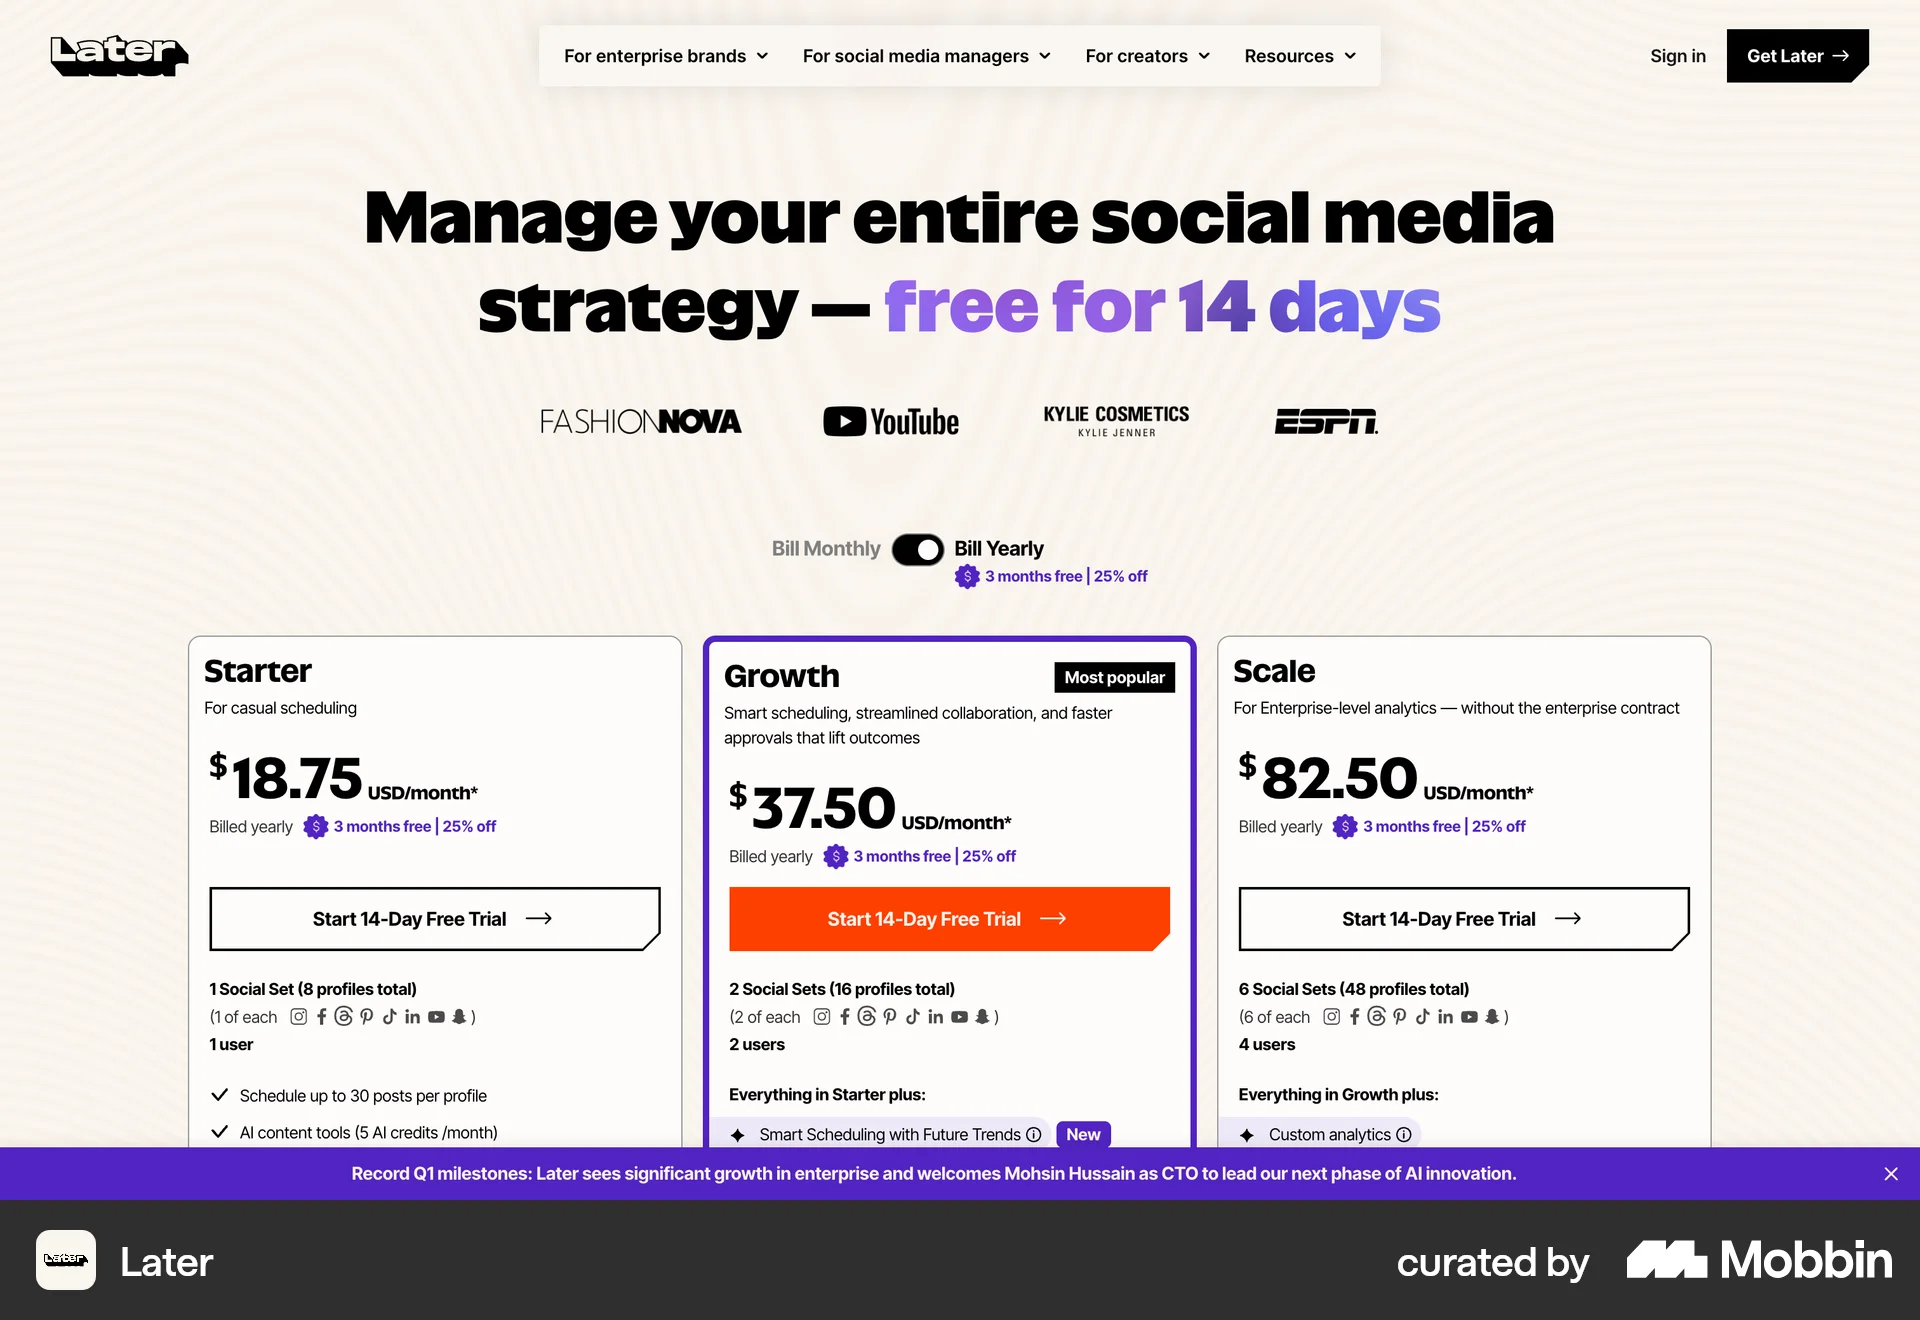 Later
For enterprise brands
For social media managers
For creators
Resources
Sign in
Get Later →
Manage your entire social media
strategy — free for 14 days
FASHIONNOVA
YouTube
KYLIE COSMETICS
KYLIE JENNER
ESPN
Bill Monthly
Bill Yearly
$ 3 months free | 25% off
Starter
For casual scheduling
$18.75 USD/month*
Billed yearly $ 3 months free | 25% off
Start 14-Day Free Trial →
1 Social Set (8 profiles total)
(1 of each )
1 user
Schedule up to 30 posts per profile
AI content tools (5 AI credits /month)
Growth
Most popular
Smart scheduling, streamlined collaboration, and faster
approvals that lift outcomes
$37.50 USD/month*
Billed yearly $ 3 months free | 25% off
Start 14-Day Free Trial →
2 Social Sets (16 profiles total)
(2 of each )
2 users
Everything in Starter plus:
Smart Scheduling with Future Trends
New
Scale
For Enterprise-level analytics — without the enterprise contract
$82.50 USD/month*
Billed yearly $ 3 months free | 25% off
Start 14-Day Free Trial →
6 Social Sets (48 profiles total)
(6 of each )
4 users
Everything in Growth plus:
Custom analytics
Record Q1 milestones: Later sees significant growth in enterprise and welcomes Mohsin Hussain as CTO to lead our next phase of AI innovation.
Later
Later
curated by
Mobbin